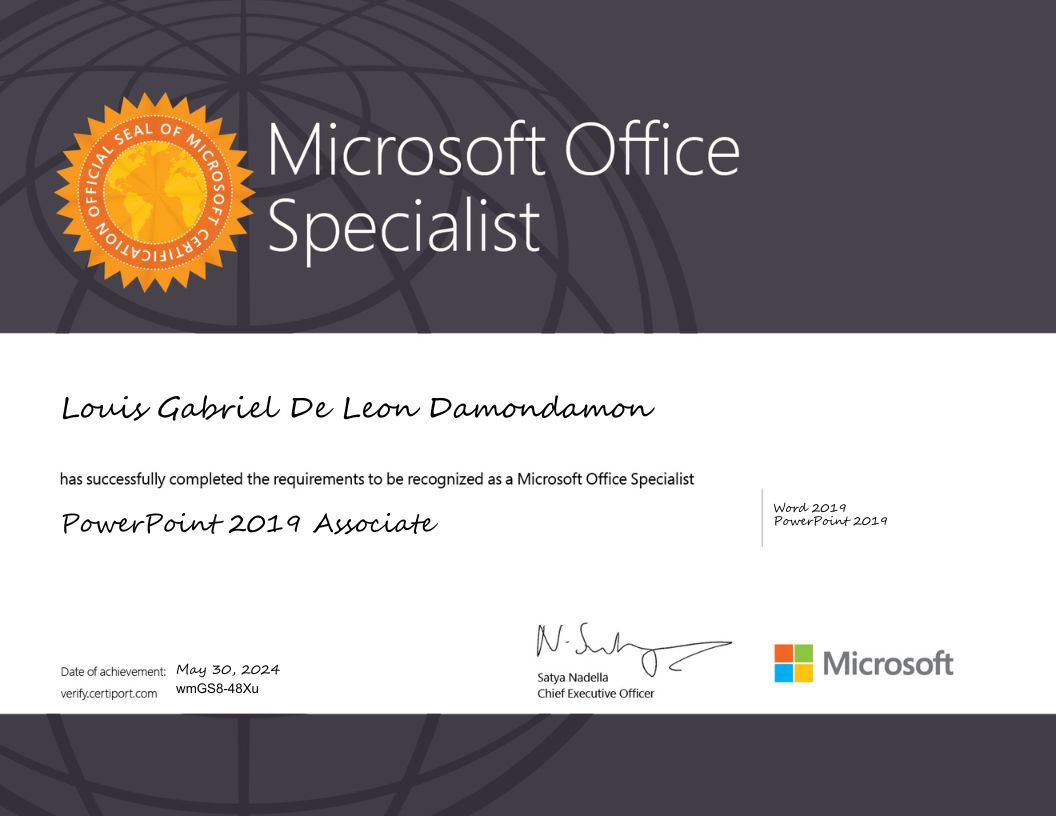 OFFICIAL SEAL OF MICROSOFT CERTIFICATION
Microsoft Office
Specialist
Louis Gabriel De Leon Damondamon
has successfully completed the requirements to be recognized as a Microsoft Office Specialist
PowerPoint 2019 Associate
Word 2019
PowerPoint 2019
Date of achievement: May 30, 2024
verify.certiport.com wmGS8-48Xu
N. Satya
Satya Nadella
Chief Executive Officer
Microsoft